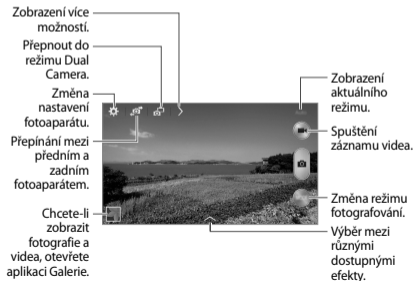 Zobrazení více
možností.
Přepnout do
režimu Dual
Camera.
Změna
nastavení
fotoaparátu.
Přepínání mezi
předním a
zadním
fotoaparátem.
Chcete-li
zobrazit
fotografie a
videa, otevřete
aplikaci Galerie.
Zobrazení
aktuálního
režimu.
Spuštění
záznamu videa.
Změna režimu
fotografování.
Výběr mezi
různými
dostupnými
efekty.